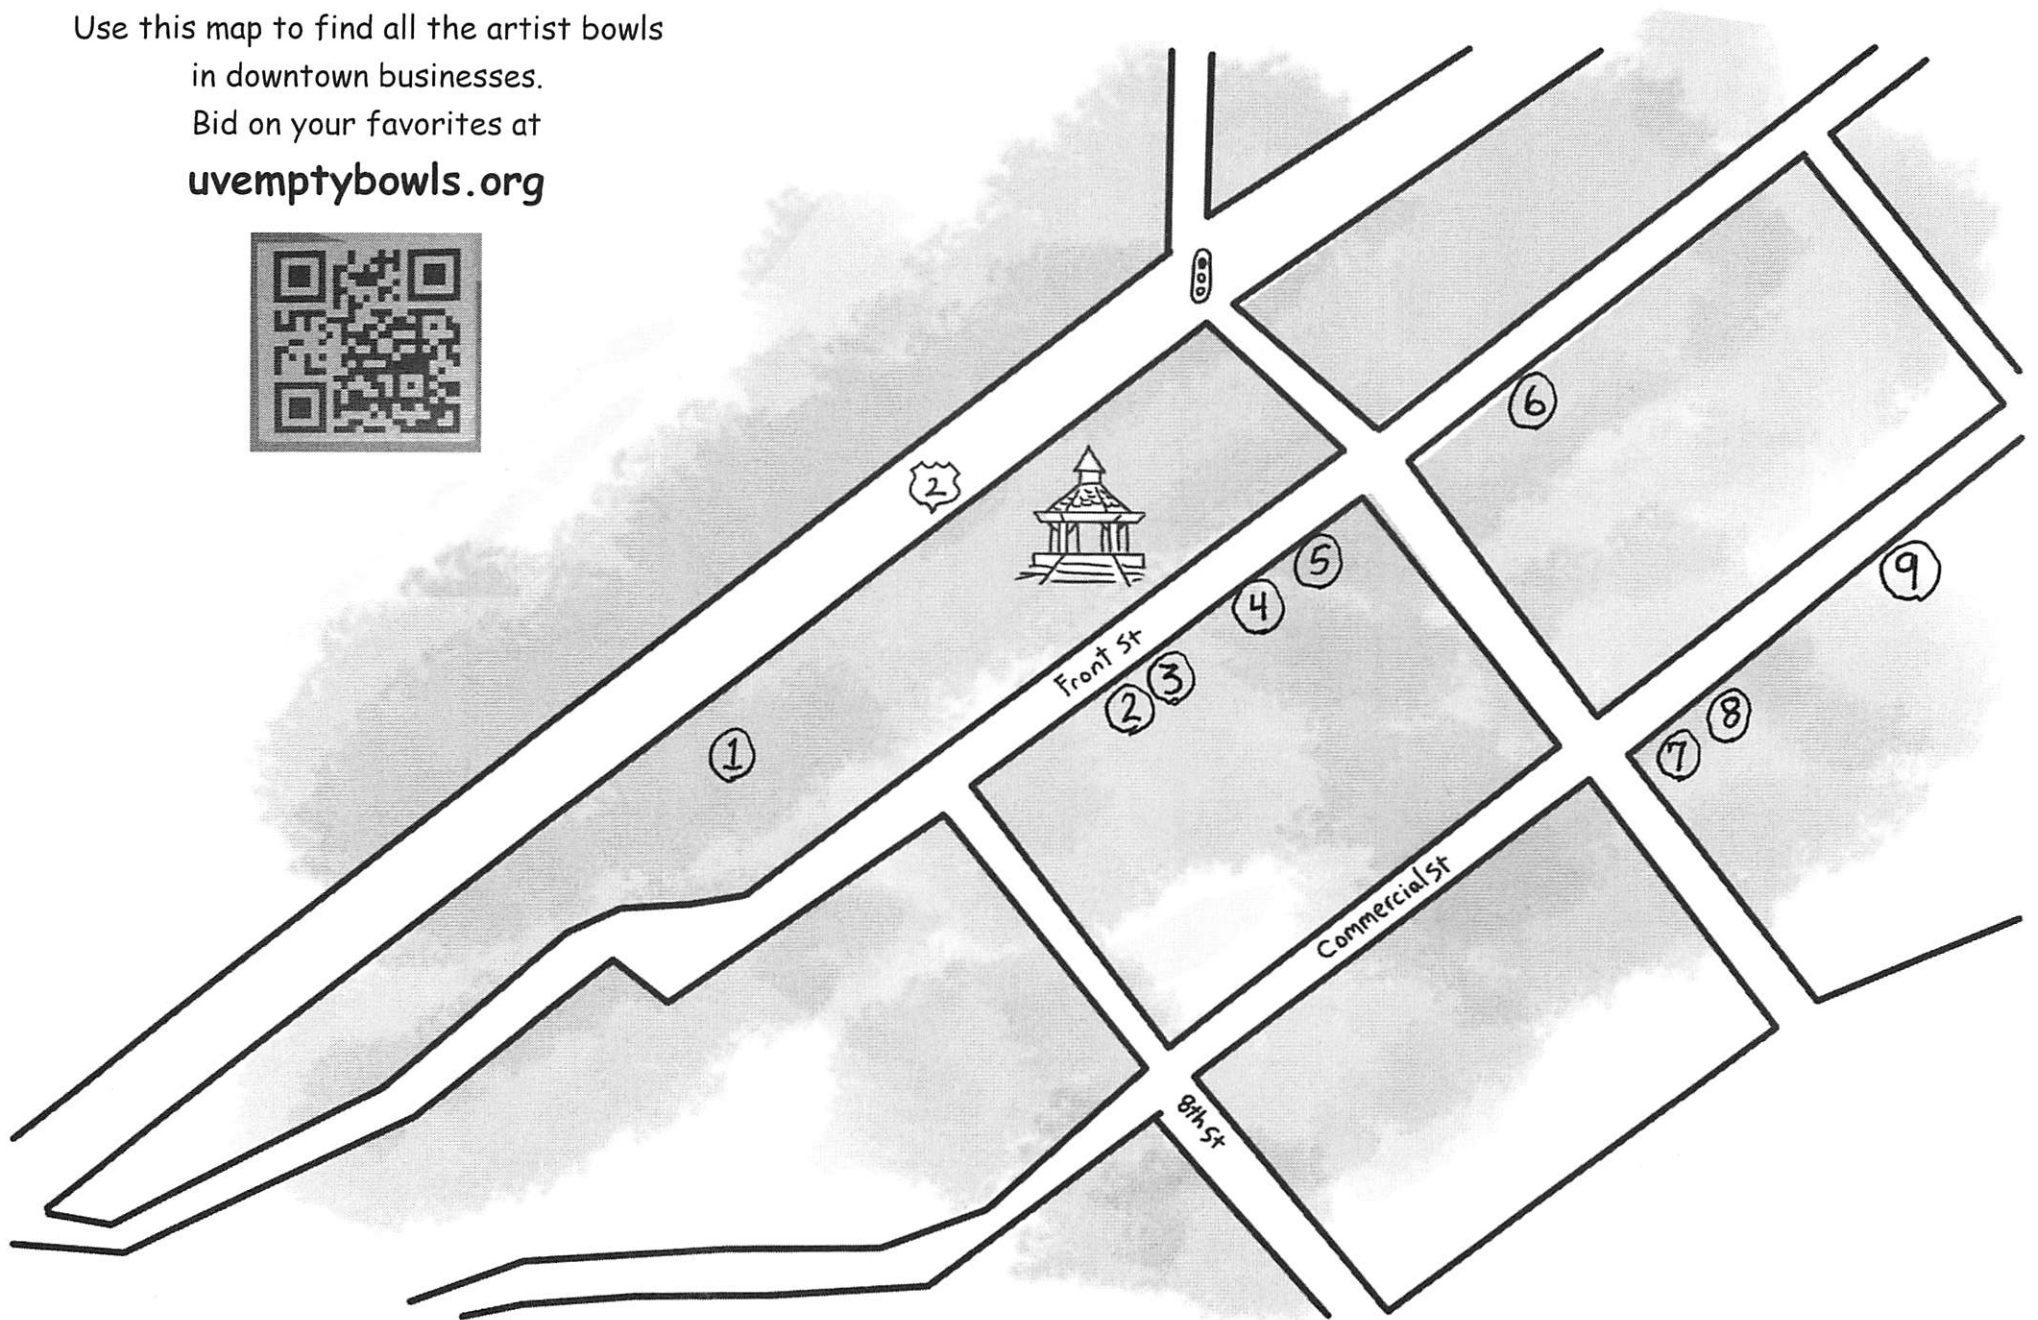 Use this map to find all the artist bowls
in downtown businesses.
Bid on your favorites at
uvemptybowls.org
6
2
5
9
4
Front St
3
2
8
1
7
Commercial St
8th St